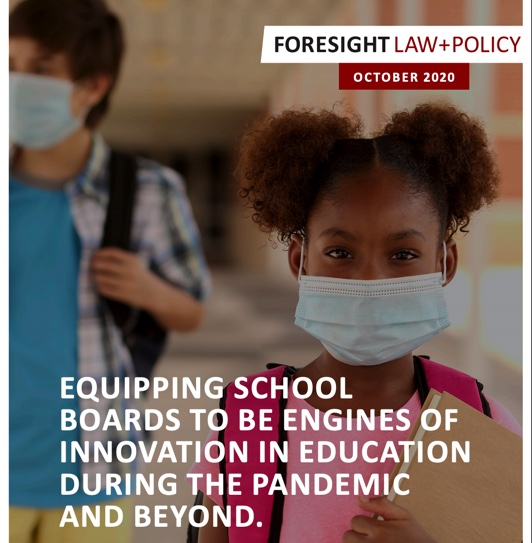 FORESIGHT LAW+POLICY
OCTOBER 2020
EQUIPPING SCHOOL
BOARDS TO BE ENGINES OF
INNOVATION IN EDUCATION
DURING THE PANDEMIC
AND BEYOND.